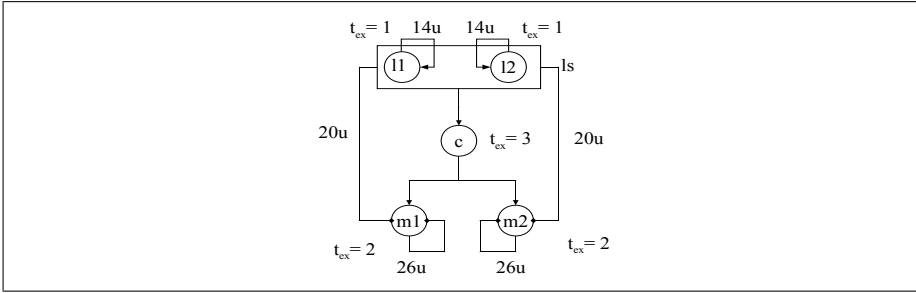 t_ex= 1 14u 14u t_ex= 1
l1 l2 ls
20u c t_ex= 3 20u
m1 m2
t_ex= 2 26u 26u t_ex= 2